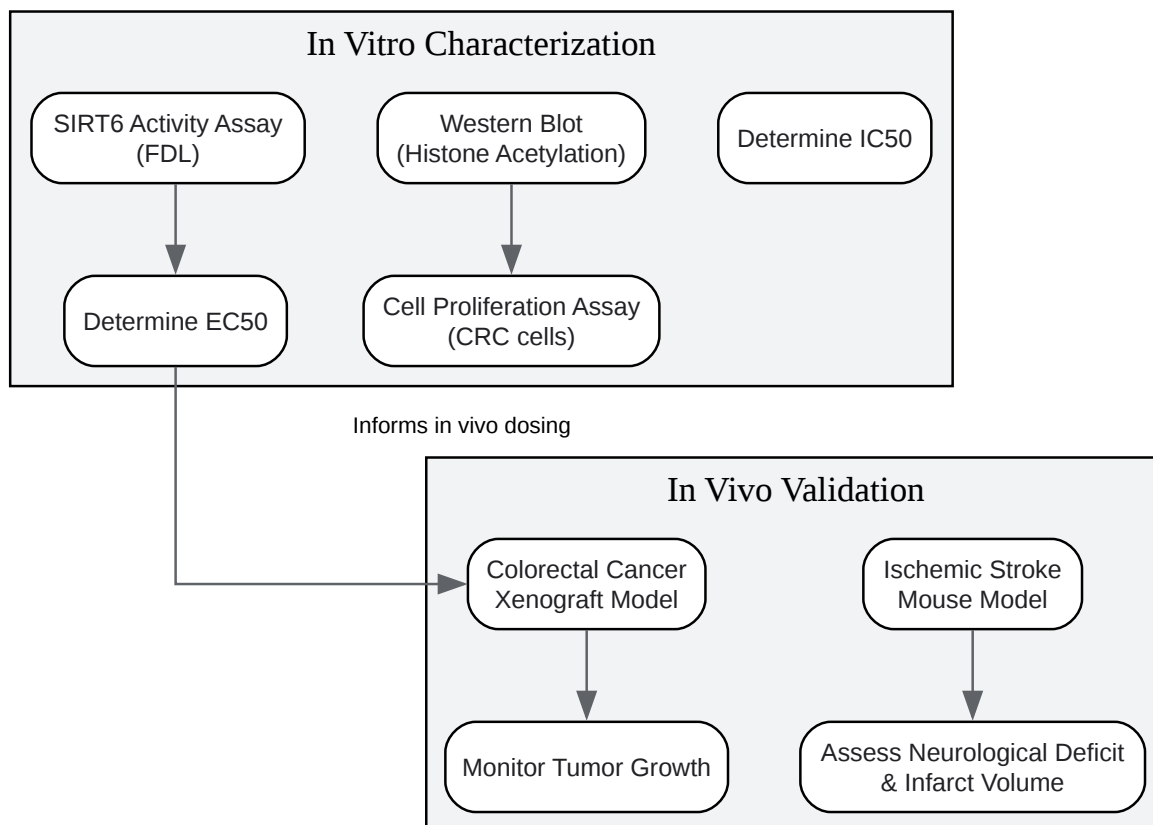 In Vitro Characterization
SIRT6 Activity Assay
(FDL)
Western Blot
(Histone Acetylation)
Determine IC50
Determine EC50
Cell Proliferation Assay
(CRC cells)
Informs in vivo dosing
In Vivo Validation
Colorectal Cancer
Xenograft Model
Ischemic Stroke
Mouse Model
Monitor Tumor Growth
Assess Neurological Deficit
& Infarct Volume